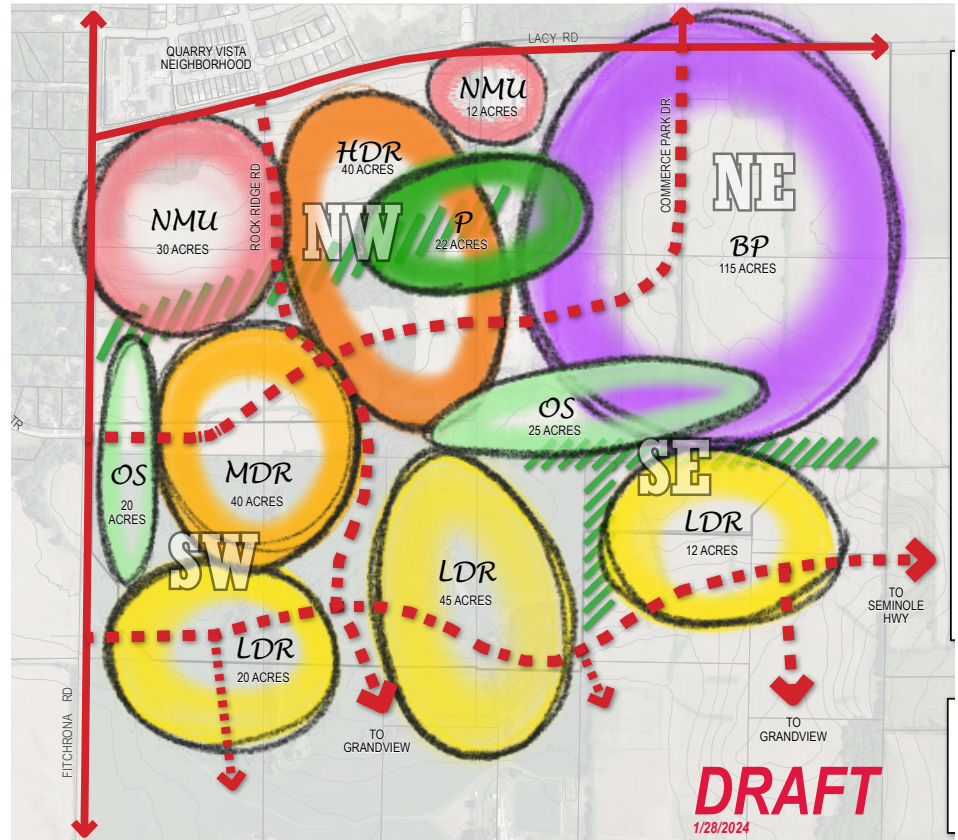 LACY RD
QUARRY VISTA
NEIGHBORHOOD
NMU
12 ACRES
COMMERCE PARK DR
HDR
40 ACRES
NE
NMU
30 ACRES
ROCK RIDGE RD
NW
P
22 ACRES
BP
115 ACRES
OS
25 ACRES
TR
OS
20
ACRES
MDR
40 ACRES
SE
LDR
12 ACRES
SW
LDR
45 ACRES
TO
SEMINOLE
HWY
LDR
20 ACRES
FITCHRONA RD
TO
GRANDVIEW
TO
GRANDVIEW
DRAFT
1/28/2024